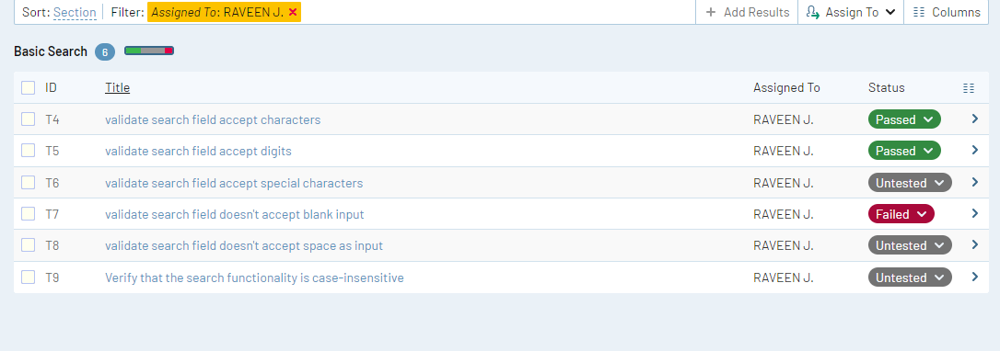 Sort: Section Filter: Assigned To: RAVEEN J. Add Results Assign To Columns
Basic Search 6
ID Title Assigned To Status
T4 validate search field accept characters RAVEEN J. Passed
T5 validate search field accept digits RAVEEN J. Passed
T6 validate search field accept special characters RAVEEN J. Untested
T7 validate search field doesn't accept blank input RAVEEN J. Failed
T8 validate search field doesn't accept space as input RAVEEN J. Untested
T9 Verify that the search functionality is case-insensitive RAVEEN J. Untested